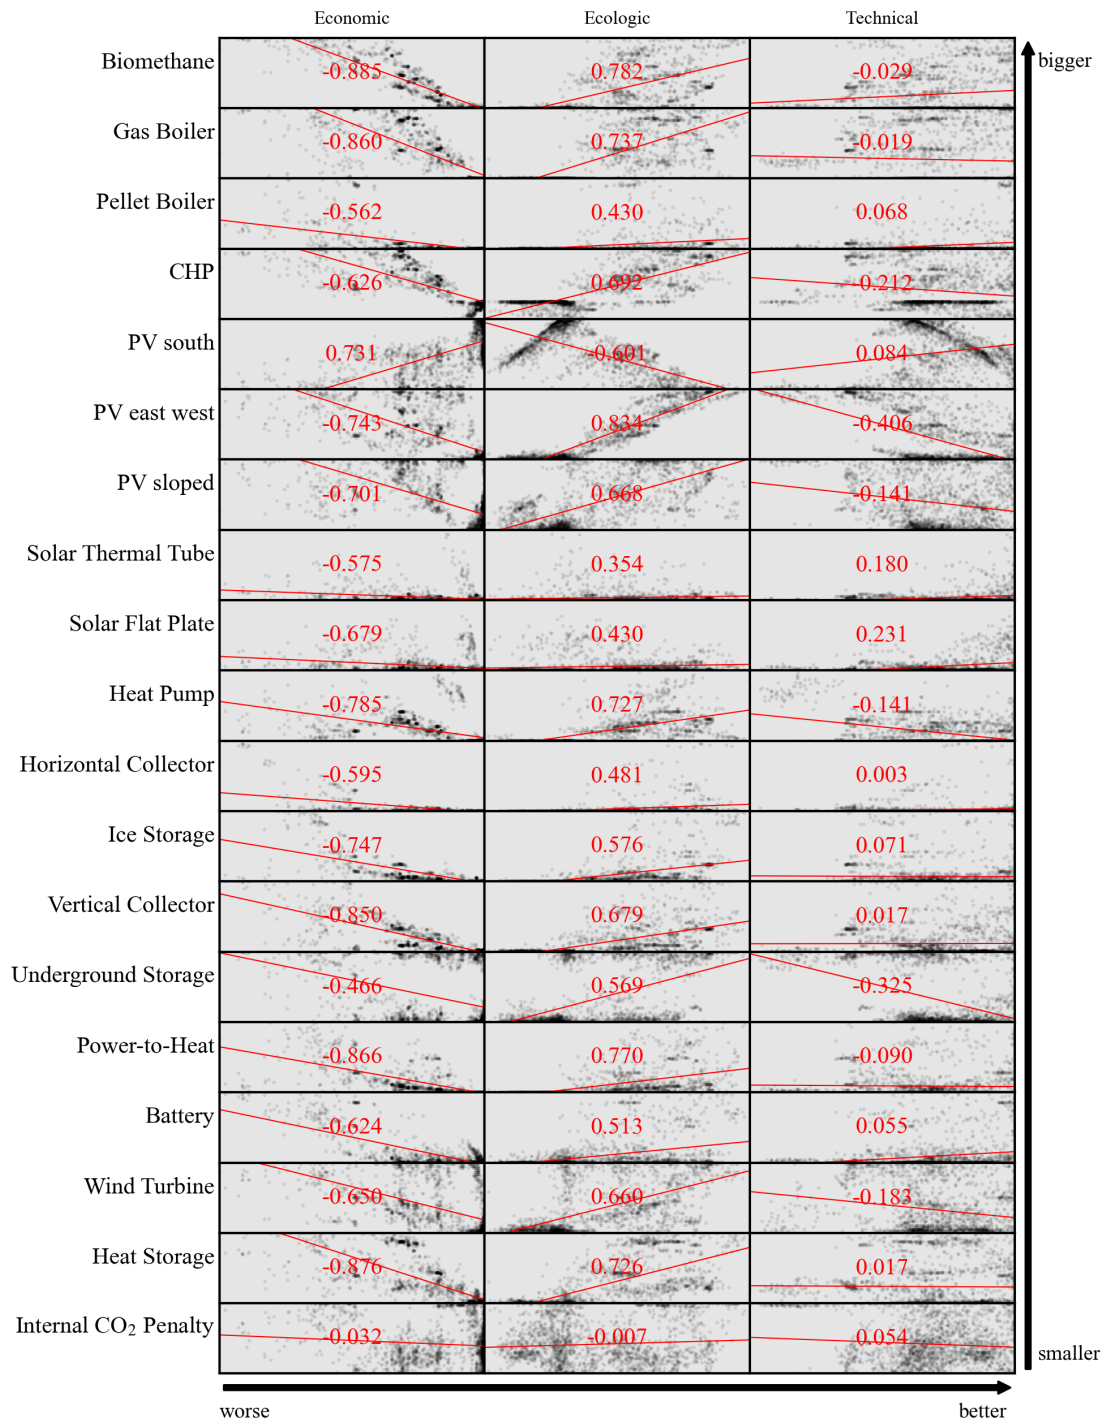 Economic Ecologic Technical
bigger
Biomethane -0.885 0.782 -0.029
Gas Boiler -0.860 0.737 -0.019
Pellet Boiler -0.562 0.430 0.068
CHP -0.626 0.692 -0.212
PV south 0.731 -0.601 0.084
PV east west -0.743 0.834 -0.406
PV sloped -0.701 0.668 -0.141
Solar Thermal Tube -0.575 0.354 0.180
Solar Flat Plate -0.679 0.430 0.231
Heat Pump -0.785 0.727 -0.141
Horizontal Collector -0.595 0.481 0.003
Ice Storage -0.747 0.576 0.071
Vertical Collector -0.850 0.679 0.017
Underground Storage -0.466 0.569 -0.325
Power-to-Heat -0.866 0.770 -0.090
Battery -0.624 0.513 0.055
Wind Turbine -0.650 0.660 -0.183
Heat Storage -0.876 0.726 0.017
Internal CO₂ Penalty -0.032 -0.007 0.054
smaller
worse better